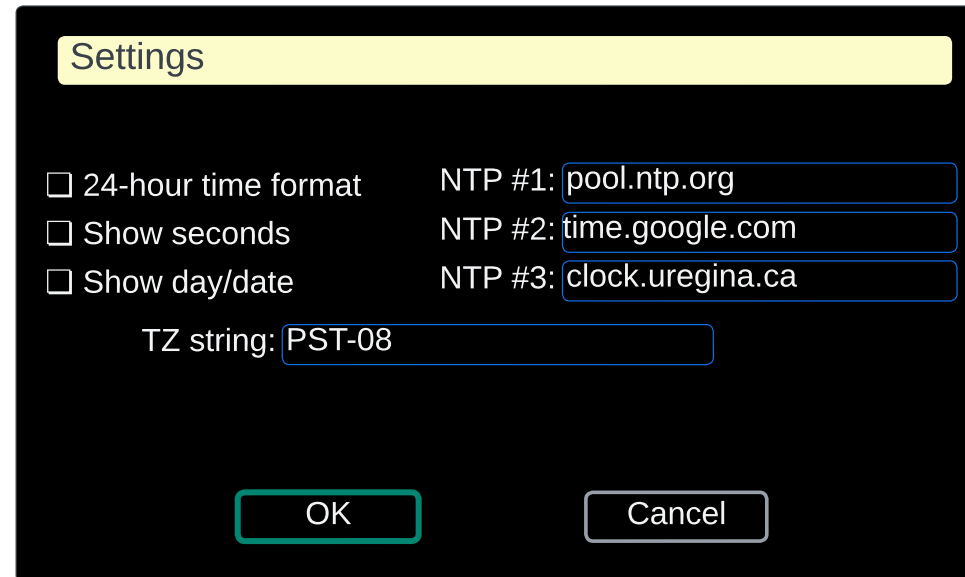 Settings
❏ 24-hour time format
❏ Show seconds
❏ Show day/date
NTP #1: pool.ntp.org
NTP #2: time.google.com
NTP #3: clock.uregina.ca
TZ string: PST-08
OK
Cancel